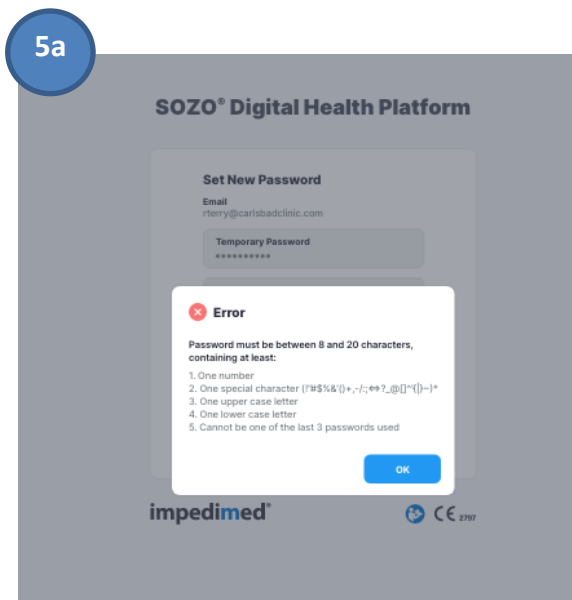 5a
SOZO® Digital Health Platform
Set New Password
Email
rterry@carlsbadclinic.com
Temporary Password
**********
Error
Password must be between 8 and 20 characters,
containing at least:
1. One number
2. One special character (!"#$%&'()+,-/:;<=>?_@[]^'{|}~)*
3. One upper case letter
4. One lower case letter
5. Cannot be one of the last 3 passwords used
OK
impedimed®
CE 2797